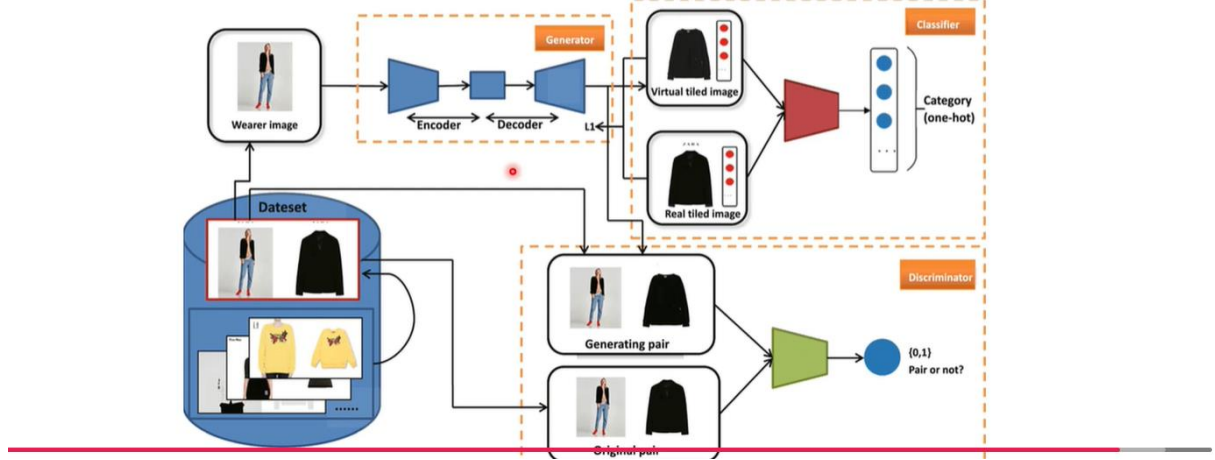 Classifier
Generator
Wearer image
Encoder
Decoder
L1
Virtual tiled image
Category
(one-hot)
Real tiled image
Dateset
Discriminator
Generating pair
{0,1}
Pair or not?
......
Original pair